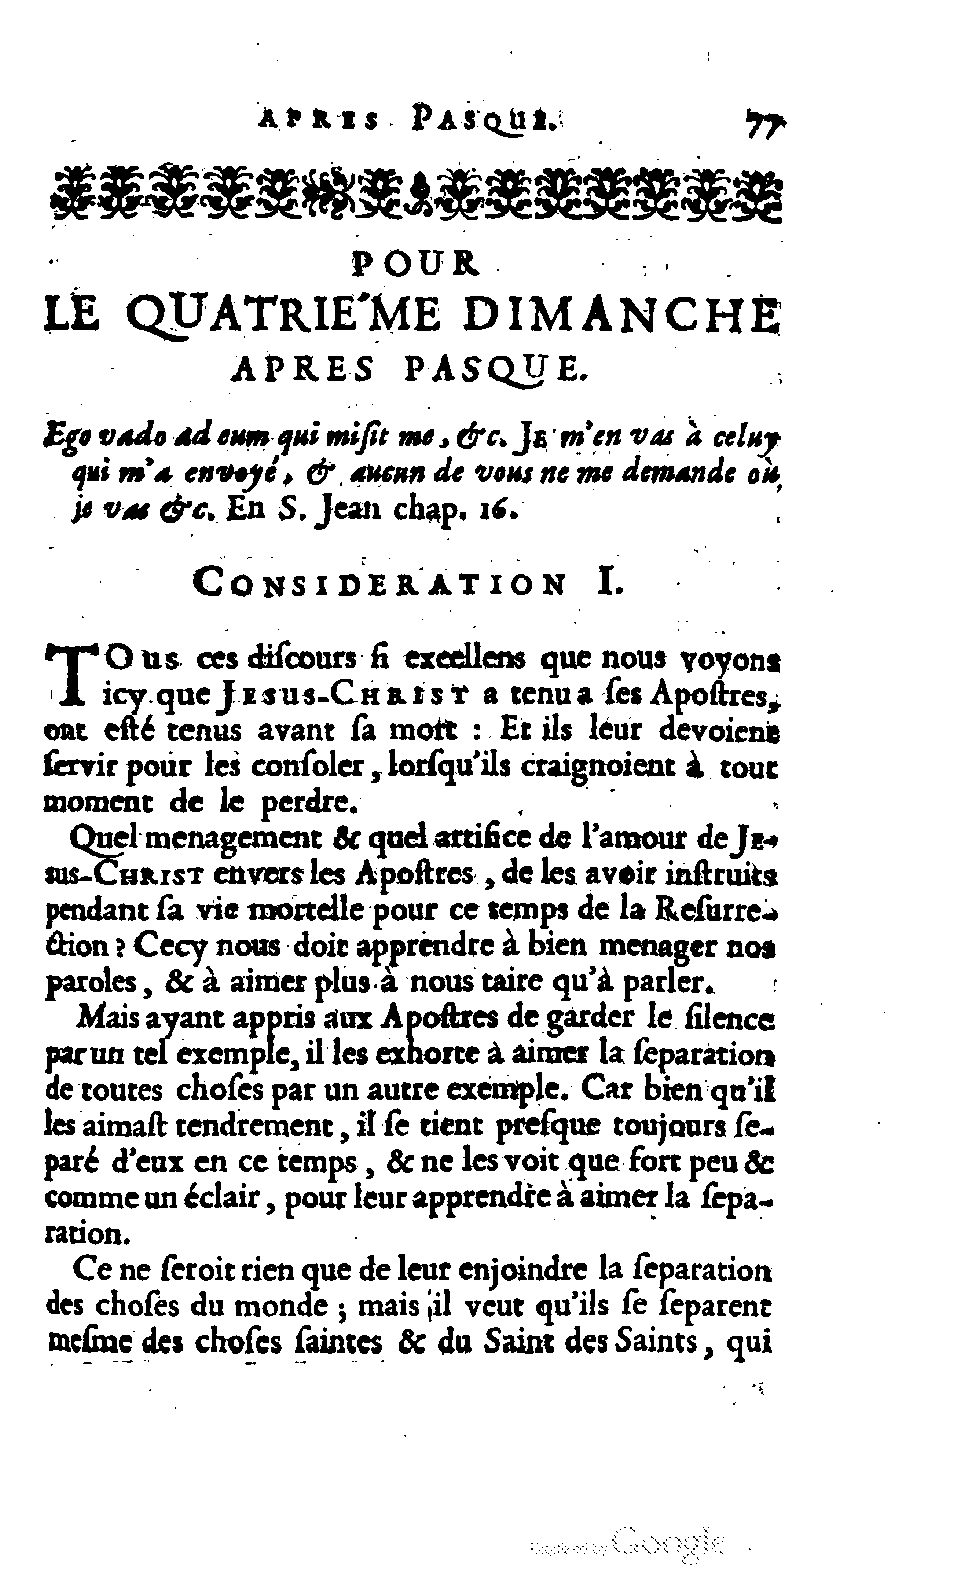 APRES PASQUE. 77
POUR
LE QUATRIE'ME DIMANCHE
APRES PASQUE.
Ego vado ad eum qui miſit me, &c. JE m'en vas à celuy
qui m'a envoyé, & aucun de vous ne me demande où
je vas &c. En S. Jean chap. 16.
CONSIDERATION I.
TOus ces diſcours ſi excellens que nous voyons
icy que JESUS-CHRIST a tenu a ſes Apoſtres,
ont eſté tenus avant ſa mort : Et ils leur devoient
ſervir pour les conſoler, lorſqu'ils craignoient à tout
moment de le perdre.
Quel menagement & quel artifice de l'amour de JE-
SUS-CHRIST envers les Apoſtres, de les avoir inſtruits
pendant ſa vie mortelle pour ce temps de la Reſurre-
ction ? Cecy nous doit apprendre à bien menager nos
paroles, & à aimer plus à nous taire qu'à parler.
Mais ayant appris aux Apoſtres de garder le ſilence
par un tel exemple, il les exhorte à aimer la ſeparation
de toutes choſes par un autre exemple. Car bien qu'il
les aimaſt tendrement, il ſe tient preſque toujours ſe-
paré d'eux en ce temps, & ne les voit que fort peu &
comme un éclair, pour leur apprendre à aimer la ſepa-
ration.
Ce ne ſeroit rien que de leur enjoindre la ſeparation
des choſes du monde ; mais il veut qu'ils ſe ſeparent
meſme des choſes ſaintes & du Saint des Saints, qui
Google